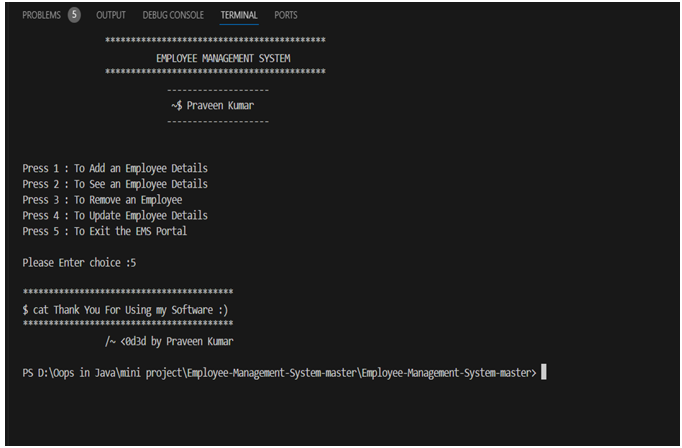 PROBLEMS 5 OUTPUT DEBUG CONSOLE TERMINAL PORTS
*******************************************
EMPLOYEE MANAGEMENT SYSTEM
*******************************************
--------------------
~$ Praveen Kumar
--------------------
Press 1 : To Add an Employee Details
Press 2 : To See an Employee Details
Press 3 : To Remove an Employee
Press 4 : To Update Employee Details
Press 5 : To Exit the EMS Portal
Please Enter choice :5
*****************************************
$ cat Thank You For Using my Software :)
*****************************************
/~ <0d3d by Praveen Kumar
PS D:\Oops in Java\mini project\Employee-Management-System-master\Employee-Management-System-master>